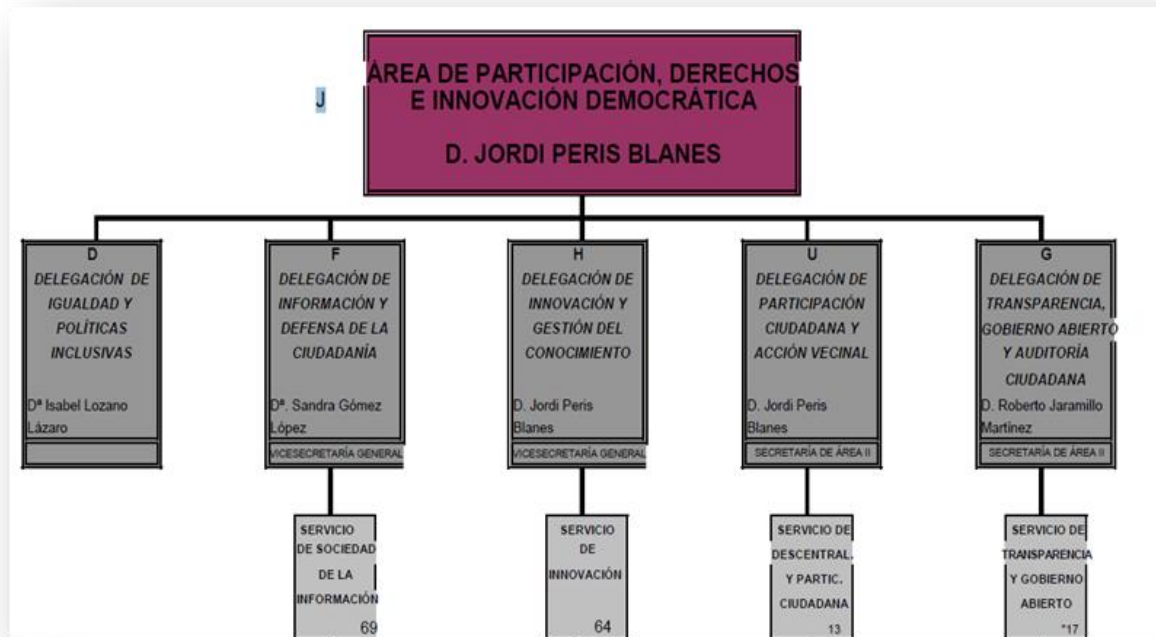 ÁREA DE PARTICIPACIÓN, DERECHOS
E INNOVACIÓN DEMOCRÁTICA
J
D. JORDI PERIS BLANES
D
DELEGACIÓN DE
IGUALDAD Y
POLÍTICAS
INCLUSIVAS
Dª Isabel Lozano
Lázaro
F
DELEGACIÓN DE
INFORMACIÓN Y
DEFENSA DE LA
CIUDADANÍA
Dª. Sandra Gómez
López
VICESECRETARÍA GENERAL
H
DELEGACIÓN DE
INNOVACIÓN Y
GESTIÓN DEL
CONOCIMIENTO
D. Jordi Peris
Blanes
VICESECRETARÍA GENERAL
U
DELEGACIÓN DE
PARTICIPACIÓN
CIUDADANA Y
ACCIÓN VECINAL
D. Jordi Peris
Blanes
SECRETARÍA DE ÁREA II
G
DELEGACIÓN DE
TRANSPARENCIA,
GOBIERNO ABIERTO
Y AUDITORÍA
CIUDADANA
D. Roberto Jaramillo
Martínez
SECRETARÍA DE ÁREA II
SERVICIO
DE SOCIEDAD
DE LA
INFORMACIÓN
69
SERVICIO
DE
INNOVACIÓN
64
SERVICIO DE
DESCENTRAL.
Y PARTIC.
CIUDADANA
13
SERVICIO DE
TRANSPARENCIA
Y GOBIERNO
ABIERTO
*17